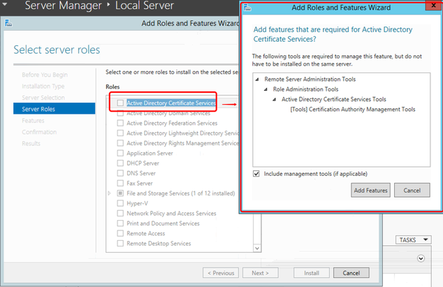 Server Manager ▸ Local Server
Add Roles and Features Wizard
Select server roles
Before You Begin
Installation Type
Server Selection
Server Roles
Features
Confirmation
Results
Select one or more roles to install on the selected se
Roles
Active Directory Certificate Services
Active Directory Domain Services
Active Directory Federation Services
Active Directory Lightweight Directory Servic
Active Directory Rights Management Service
Application Server
DHCP Server
DNS Server
Fax Server
File and Storage Services (1 of 12 installed)
Hyper-V
Network Policy and Access Services
Print and Document Services
Remote Access
Remote Desktop Services
< Previous
Next >
Install
Cancel
Add Roles and Features Wizard
Add features that are required for Active Directory
Certificate Services?
The following tools are required to manage this feature, but do not
have to be installed on the same server.
Remote Server Administration Tools
Role Administration Tools
Active Directory Certificate Services Tools
[Tools] Certification Authority Management Tools
Include management tools (if applicable)
Add Features
Cancel
TASKS